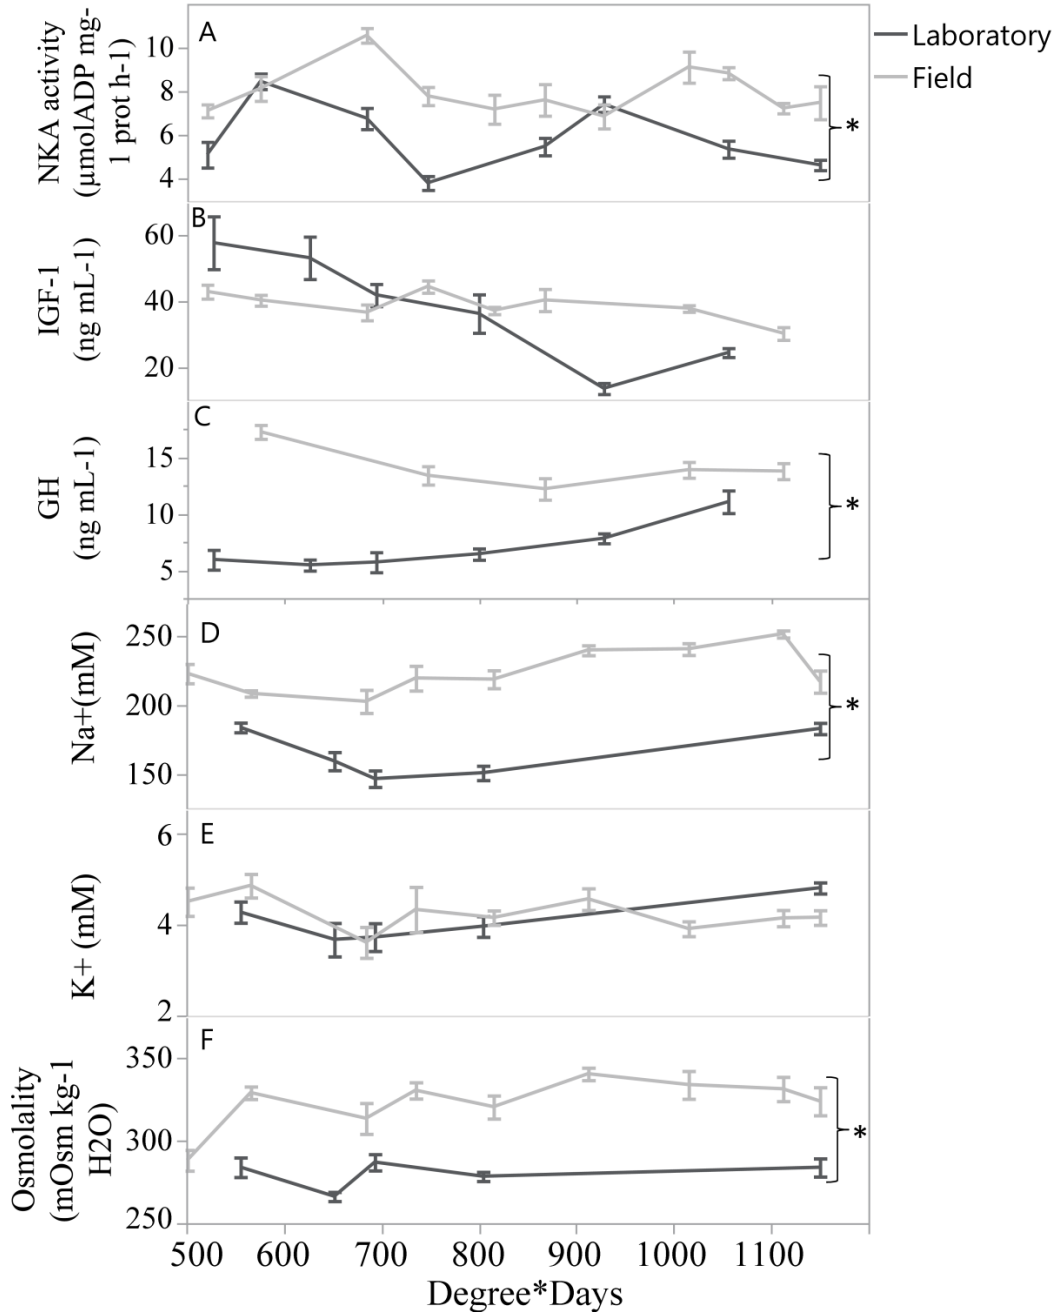 NKA activity
(μmolADP mg-
1 prot h-1)
A
10
8
6
4
*
Laboratory
Field
IGF-1
(ng mL-1)
B
60
40
20
GH
(ng mL-1)
C
15
10
5
*
Na+(mM)
D
250
200
150
*
K+ (mM)
E
6
4
2
Osmolality
(mOsm kg-1
H2O)
F
350
300
250
*
500 600 700 800 900 1000 1100
Degree*Days